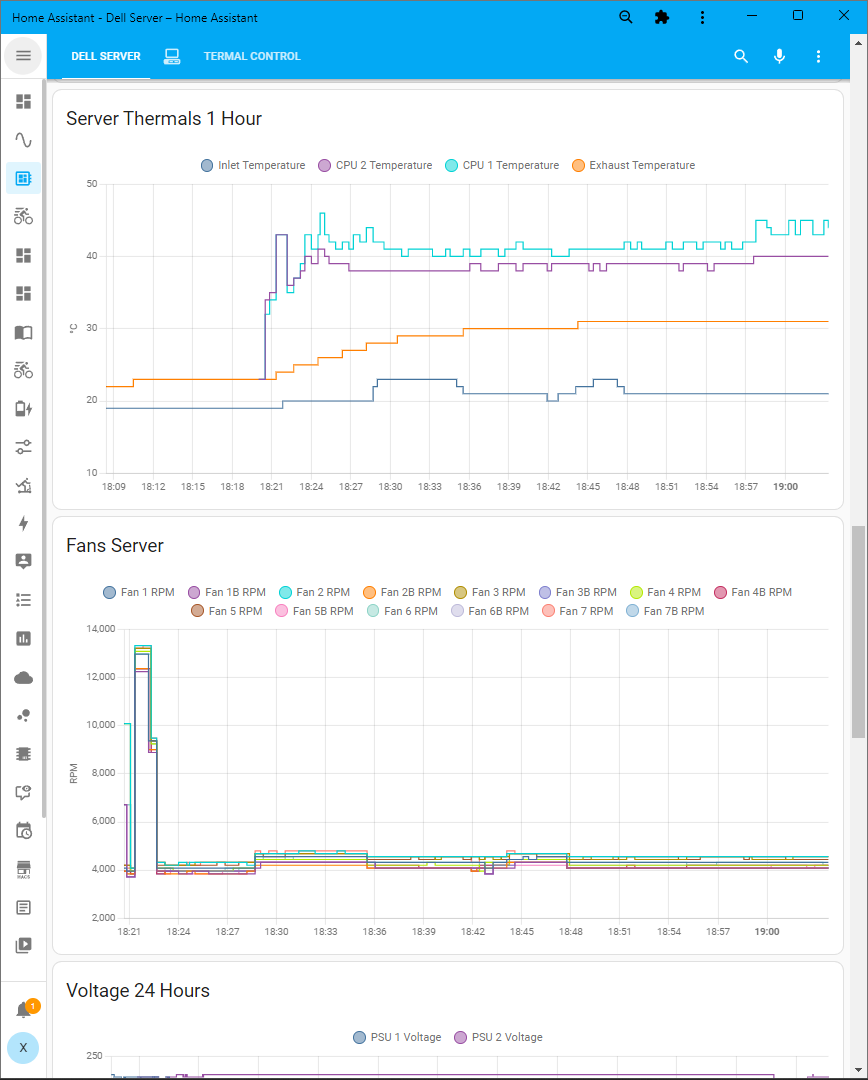 Home Assistant - Dell Server – Home Assistant
DELL SERVER TERMAL CONTROL
Server Thermals 1 Hour
Inlet Temperature CPU 2 Temperature CPU 1 Temperature Exhaust Temperature
50
40
30
20
10
°C
18:09 18:12 18:15 18:18 18:21 18:24 18:27 18:30 18:33 18:36 18:39 18:42 18:45 18:48 18:51 18:54 18:57 19:00
Fans Server
Fan 1 RPM Fan 1B RPM Fan 2 RPM Fan 2B RPM Fan 3 RPM Fan 3B RPM Fan 4 RPM Fan 4B RPM
Fan 5 RPM Fan 5B RPM Fan 6 RPM Fan 6B RPM Fan 7 RPM Fan 7B RPM
14,000
12,000
10,000
8,000
6,000
4,000
2,000
RPM
18:21 18:24 18:27 18:30 18:33 18:36 18:39 18:42 18:45 18:48 18:51 18:54 18:57 19:00
HACS
Voltage 24 Hours
1
PSU 1 Voltage PSU 2 Voltage
X
250